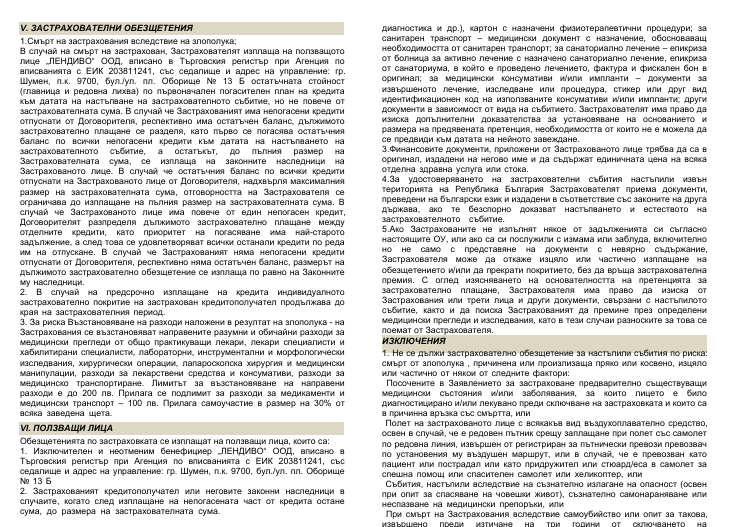 V. ЗАСТРАХОВАТЕЛНИ ОБЕЗЩЕТЕНИЯ
1.Смърт на застрахования вследствие на злополука;
В случай на смърт на застрахован, Застрахователят изплаща на ползващото
лице „ЛЕНДИВО" ООД, вписано в Търговския регистър при Агенция по
вписванията с ЕИК 203811241, със седалище и адрес на управление: гр.
Шумен, п.к. 9700, бул./ул. пл. Оборище № 13 Б остатъчната стойност
(главница и редовна лихва) по първоначален погасителен план на кредита
към датата на настъпване на застрахователното събитие, но не повече от
застрахователната сума. В случай че Застрахованият има непогасени кредити
отпуснати от Договореля, респективно има остатъчен баланс, дължимото
застрахователно плащане се разделя, като първо се погасява остатъчния
баланс по всички непогасени кредити към датата на настъпването на
застрахователното събитие, а остатъкът, до пълния размер на
Застрахователната сума, се изплаща на законните наследници на
Застрахованото лице. В случай че остатъчен баланс по всички кредити
отпуснати на Застрахованото лице от Договорителя, надхвърля максималния
размер на застрахователната сума, отговорността на Застрахователя се
ограничава до изплащане на пълния размер на застрахователната сума. В
случай че Застрахованото лице има повече от един непогасен кредит,
Договорителят разпределя дължимото застрахователно плащане между
отделните кредити, като приоритет на погасяване има най-старото
задължение, а след това се удовлетворяват всички останали кредити по реда
им на отпускане. В случай че Застрахованият няма непогасени кредити
отпуснати от Договорителя, респективно няма остатъчен баланс, размерът на
дължимото застрахователно обезщетение се изплаща по равно на Законните
му наследници.
2. В случай на предсрочно изплащане на кредита индивидуалното
застрахователно покритие на застрахован кредитополучател продължава до
края на застрахователния период.
3. За риска Възстановяване на разходи наложени в резултат на злополука - на
Застрахования се възстановяват направените разумни и обичайни разходи за
медицински прегледи от общо практикуващи лекари, лекари специалисти и
хабилитирани специалисти, лабораторни, инструментални и морфологически
изследвания, хирургически операции, лапароскопска хирургия и медицински
манипулации, разходи за лекарствени средства и консумативи, разходи за
медицинско транспортиране. Лимитът за възстановяване на направени
разходи е до 200 лв. Прилага се подлимит за разходи за медикаменти и
медицински транспорт – 100 лв. Прилага самоучастие в размер на 30% от
всяка заведена щета.
VI. ПОЛЗВАЩИ ЛИЦА
Обезщетенията по застраховката се изплащат на ползващи лица, които са:
1. Изключителен и неотменим бенефициер „ЛЕНДИВО" ООД, вписано в
Търговския регистър при Агенция по вписванията с ЕИК 203811241, със
седалище и адрес на управление: гр. Шумен, п.к. 9700, бул./ул. пл. Оборище
№ 13 Б
2. Застрахованият кредитополучател или неговите законни наследници в
случаите, когато след изплащане на непогасената част от кредита остане
сума, до размера на застрахователната сума.
диагностика и др.), картон с назначени физиотерапевтични процедури; за
санитарен транспорт – медицински документ с назначение, обосноваващ
необходимостта от санитарен транспорт; за санаториално лечение – епикриза
от болница за активно лечение с назначено санаториално лечение, епикриза
от санаториума, в който е проведено лечението, фактура и фискален бон в
оригинал; за медицински консумативи и/или импланти – документи за
извършеното лечение, изследване или процедура, стикер или друг вид
идентификационен код на използваните консумативи и/или импланти; други
документи в зависимост от вида на събитието. Застрахователят има право да
изиска допълнителни доказателства за установяване на основанието и
размера на предявената претенция, необходимостта от които не е можела да
се предвиди към датата на нейното завеждане.
3.Финансовите документи, приложени от Застрахованото лице трябва да са в
оригинал, издадени на негово име и да съдържат единичната цена на всяка
отделна здравна услуга или стока.
4.За удостоверяването на застрахователни събития настъпили извън
територията на Република България Застрахователят приема документи,
преведени на български език и издадени в съответствие със законите на друга
държава, ако те безспорно доказват настъпването и естеството на
застрахователното събитие.
5.Ако Застрахованите не изпълнят някое от задълженията си съгласно
настоящите ОУ, или ако са си послужили с измама или заблуда, включително
но не само с представяне на документи с невярно съдържание,
Застрахователя може да откаже изцяло или частично изплащане на
обезщетението и/или да прекрати покритието, без да връща застрахователна
премия. С оглед изясняването на основателността на претенцията за
застрахователно плащане, Застрахователя има право да изиска от
Застрахования или трети лица и други документи, свързани с настъпилото
събитие, както и да поиска Застрахованият да премине през определени
медицински прегледи и изследвания, като в тези случаи разноските за това се
поемат от Застрахователя.
ИЗКЛЮЧЕНИЯ
1. Не се дължи застрахователно обезщетение за настъпили събития по риска:
смърт от злополука , причинена или произлизаща пряко или косвено, изцяло
или частично от някои от следните фактори:
Посочените в Заявлението за застраховане предварително съществуващи
медицински състояния и/или заболявания, за които лицето е било
диагностицирано и/или лекувано преди сключване на застраховката и които са
в причинна връзка със смъртта, или
Полет на застрахованото лице с всякакъв вид въздухоплавателно средство,
освен в случай, че е редовен пътник срещу заплащане при полет със самолет
по редовна линия, извършен от регистриран за пътнически превози превозвач
по установения му въздушен маршрут, или в случай, че е превозван като
пациент или пострадал или като придружител или стюард/еса в самолет за
спешна помощ или спасителен самолет или хеликоптер, или
Събития, настъпили вследствие на съзнателно излагане на опасност (освен
при опит за спасяване на човешки живот), съзнателно самонараняване или
неспазване на медицински препоръки, или
При смърт на Застрахования вследствие самоубийство или опит за такова,
извършено преди изтичане на три години от сключването на